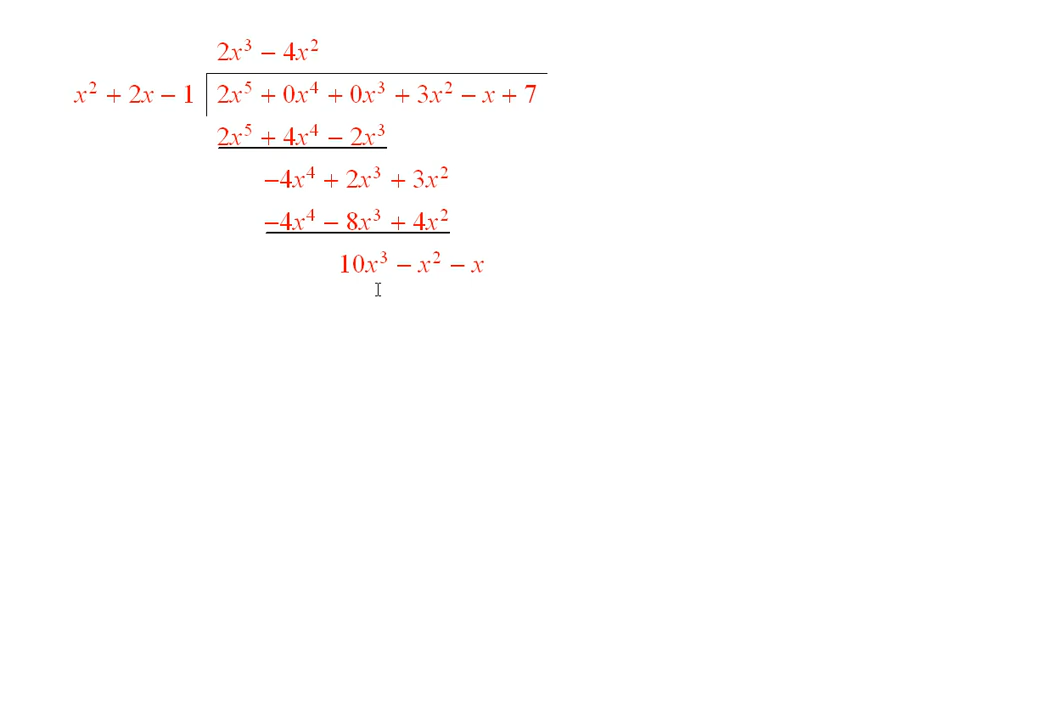 2x³ − 4x²
x² + 2x − 1 2x⁵ + 0x⁴ + 0x³ + 3x² − x + 7
2x⁵ + 4x⁴ − 2x³
−4x⁴ + 2x³ + 3x²
−4x⁴ − 8x³ + 4x²
10x³ − x² − x